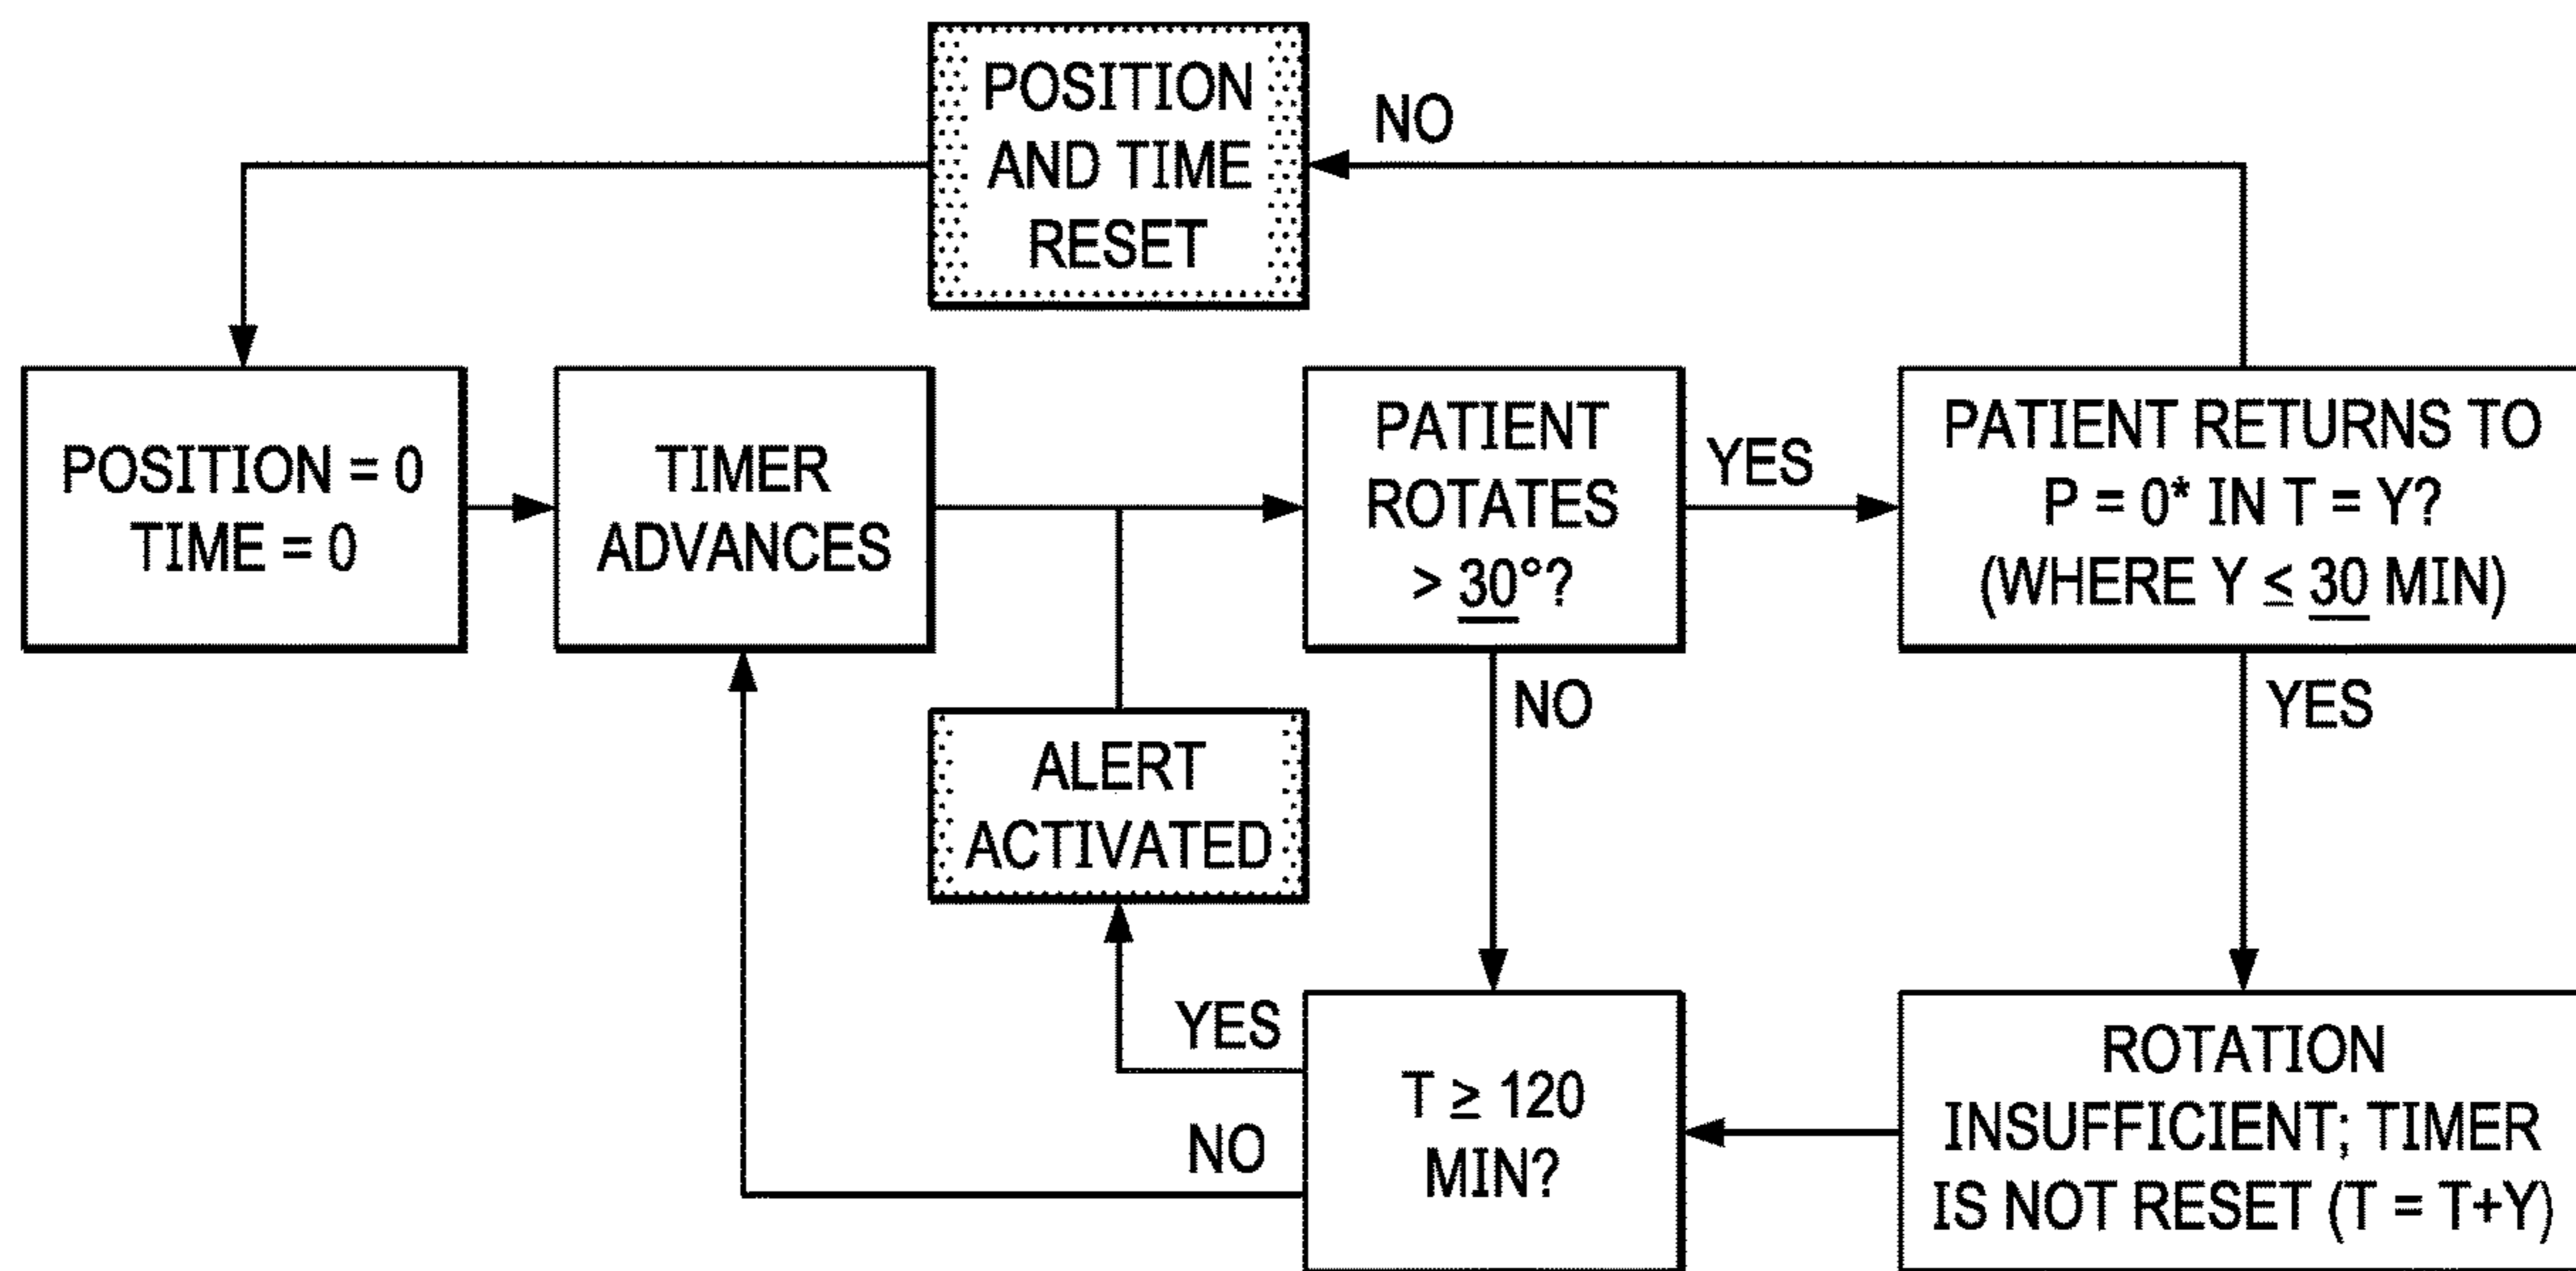 POSITION
AND TIME
RESET
NO
POSITION = 0
TIME = 0
TIMER
ADVANCES
PATIENT
ROTATES
> 30°?
YES
PATIENT RETURNS TO
P = 0* IN T = Y?
(WHERE Y ≤ 30 MIN)
NO
YES
ALERT
ACTIVATED
YES
NO
T ≥ 120
MIN?
ROTATION
INSUFFICIENT; TIMER
IS NOT RESET (T = T+Y)